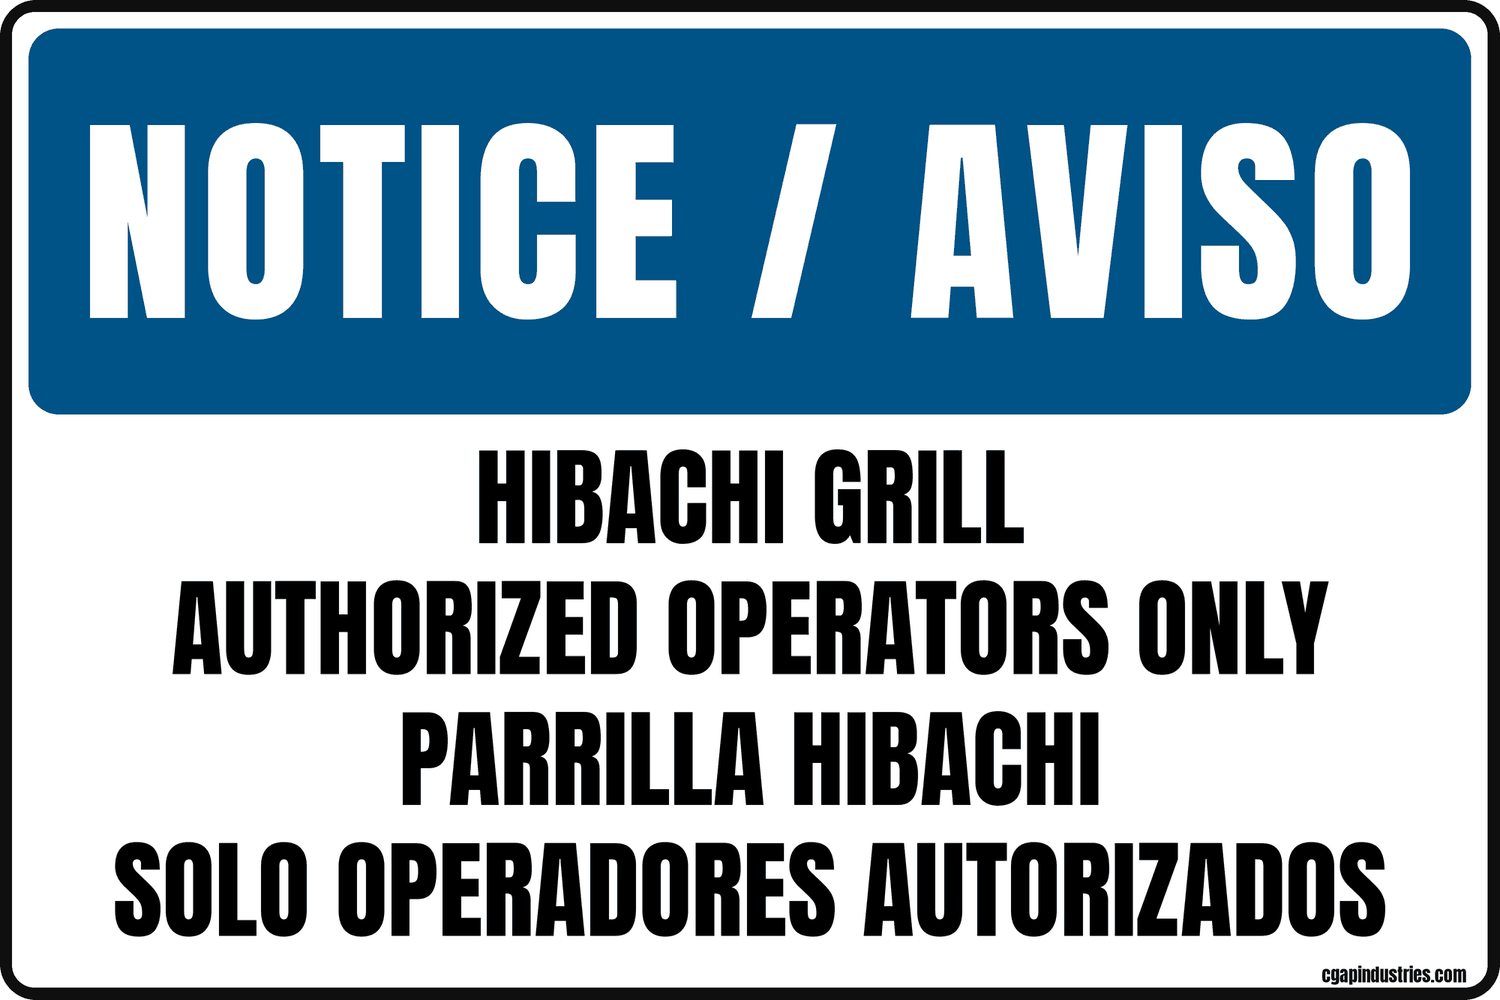 NOTICE / AVISO
HIBACHI GRILL
AUTHORIZED OPERATORS ONLY
PARRILLA HIBACHI
SOLO OPERADORES AUTORIZADOS
cgapindustries.com